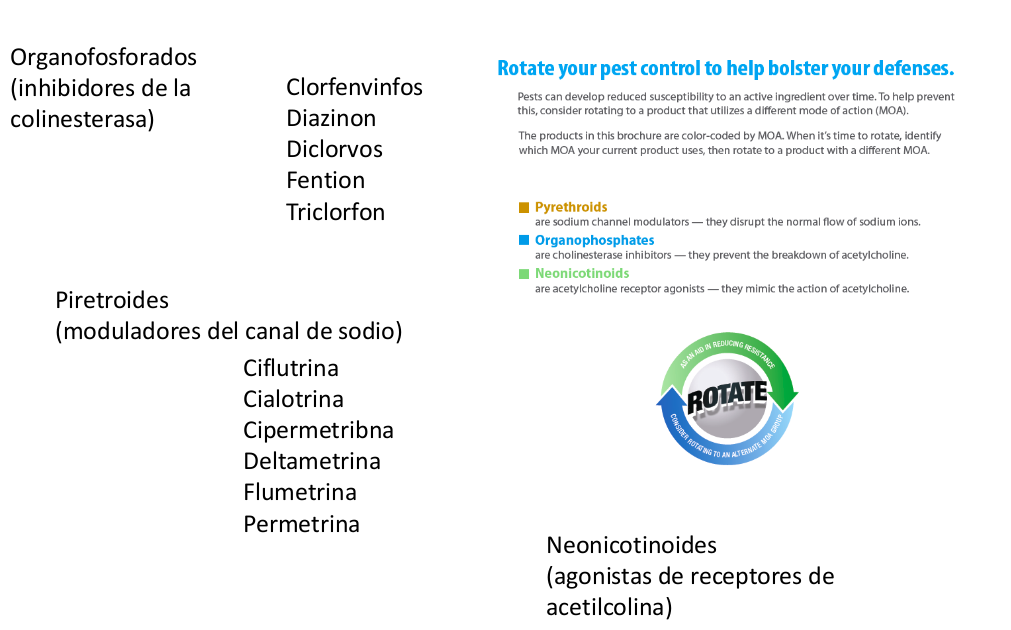 Organofosforados
(inhibidores de la
colinesterasa)
Clorfenvinfos
Diazinon
Diclorvos
Fention
Triclorfon
Piretroides
(moduladores del canal de sodio)
Ciflutrina
Cialotrina
Cipermetribna
Deltametrina
Flumetrina
Permetrina
Rotate your pest control to help bolster your defenses.
Pests can develop reduced susceptibility to an active ingredient over time. To help prevent
this, consider rotating to a product that utilizes a different mode of action (MOA).
The products in this brochure are color-coded by MOA. When it's time to rotate, identify
which MOA your current product uses, then rotate to a product with a different MOA.
Pyrethroids
are sodium channel modulators — they disrupt the normal flow of sodium ions.
Organophosphates
are cholinesterase inhibitors — they prevent the breakdown of acetylcholine.
Neonicotinoids
are acetylcholine receptor agonists — they mimic the action of acetylcholine.
AS AN AID IN REDUCING RESISTANCE
ROTATE
CONSIDER ROTATING TO AN ALTERNATE MOA GROUP
Neonicotinoides
(agonistas de receptores de
acetilcolina)